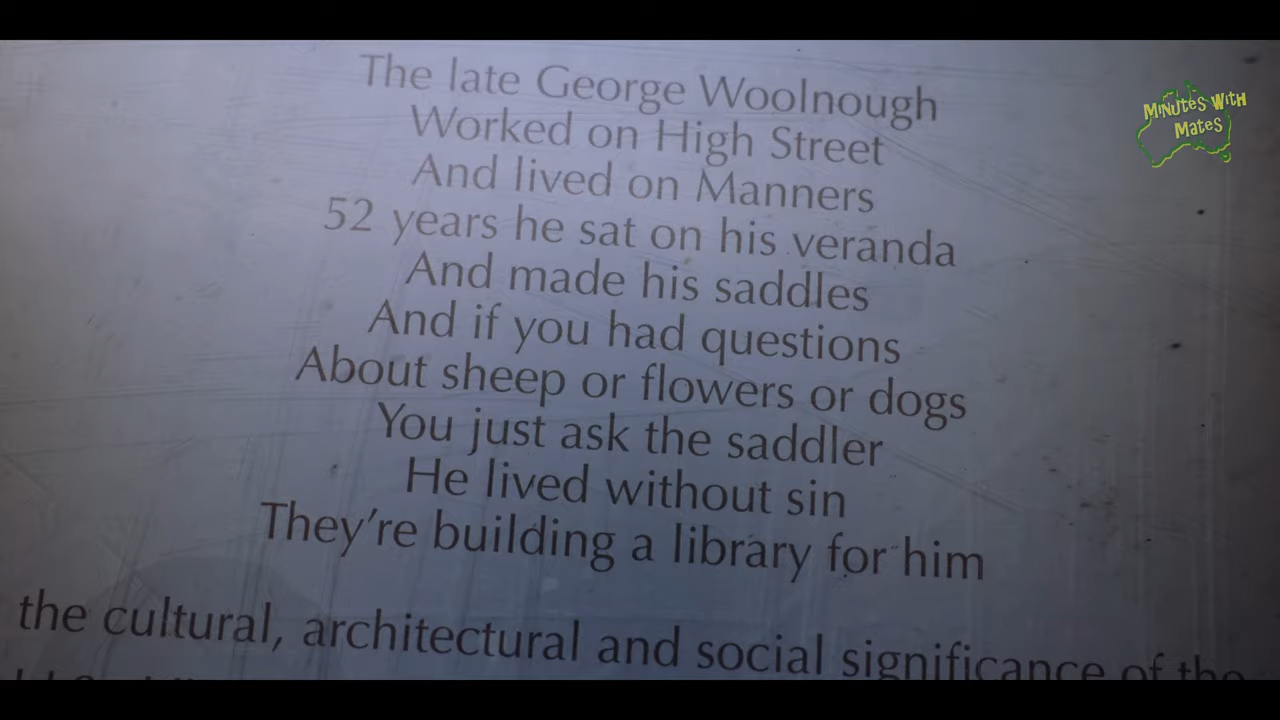 The late George Woolnough
Worked on High Street
And lived on Manners
52 years he sat on his veranda
And made his saddles
And if you had questions
About sheep or flowers or dogs
You just ask the saddler
He lived without sin
They're building a library for him
the cultural, architectural and social significance of the
MINUTES WITH
MATES